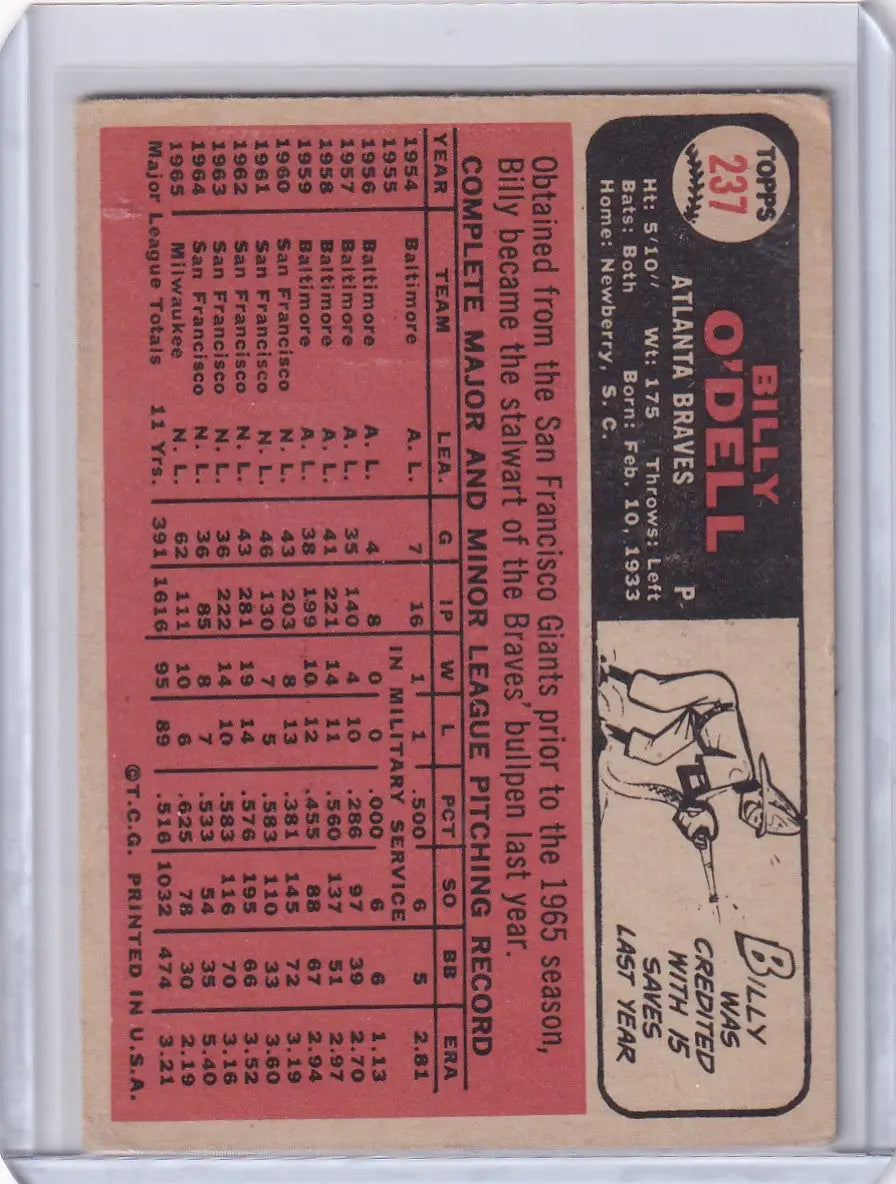 TOPPS
237
BILLY
O'DELL
ATLANTA BRAVES P
Ht: 5'10" Wt: 175 Throws: Left
Bats: Both Born: Feb. 10, 1933
Home: Newberry, S. C.
BILLY
WAS
CREDITED
WITH 15
SAVES
LAST YEAR
Obtained from the San Francisco Giants prior to the 1965 season,
Billy became the stalwart of the Braves' bullpen last year.
COMPLETE MAJOR AND MINOR LEAGUE PITCHING RECORD
YEAR TEAM LEA. G IP W L PCT SO BB ERA
1954 Baltimore A. L. 7 16 1 1 .500 6 5 2.81
1955 IN MILITARY SERVICE
1956 Baltimore A. L. 4 8 0 0 .000 6 6 1.13
1957 Baltimore A. L. 35 140 4 10 .286 97 39 2.70
1958 Baltimore A. L. 41 221 14 11 .560 137 51 2.97
1959 Baltimore A. L. 38 199 10 12 .455 88 67 2.94
1960 San Francisco N. L. 43 203 8 13 .381 145 72 3.19
1961 San Francisco N. L. 46 130 7 5 .583 110 33 3.60
1962 San Francisco N. L. 43 281 19 14 .576 195 66 3.52
1963 San Francisco N. L. 36 222 14 10 .583 116 70 3.16
1964 San Francisco N. L. 36 85 8 7 .533 54 35 5.40
1965 Milwaukee N. L. 62 111 10 6 .625 78 30 2.19
Major League Totals 11 Yrs. 391 1616 95 89 .516 1032 474 3.21
©T.C.G. PRINTED IN U.S.A.